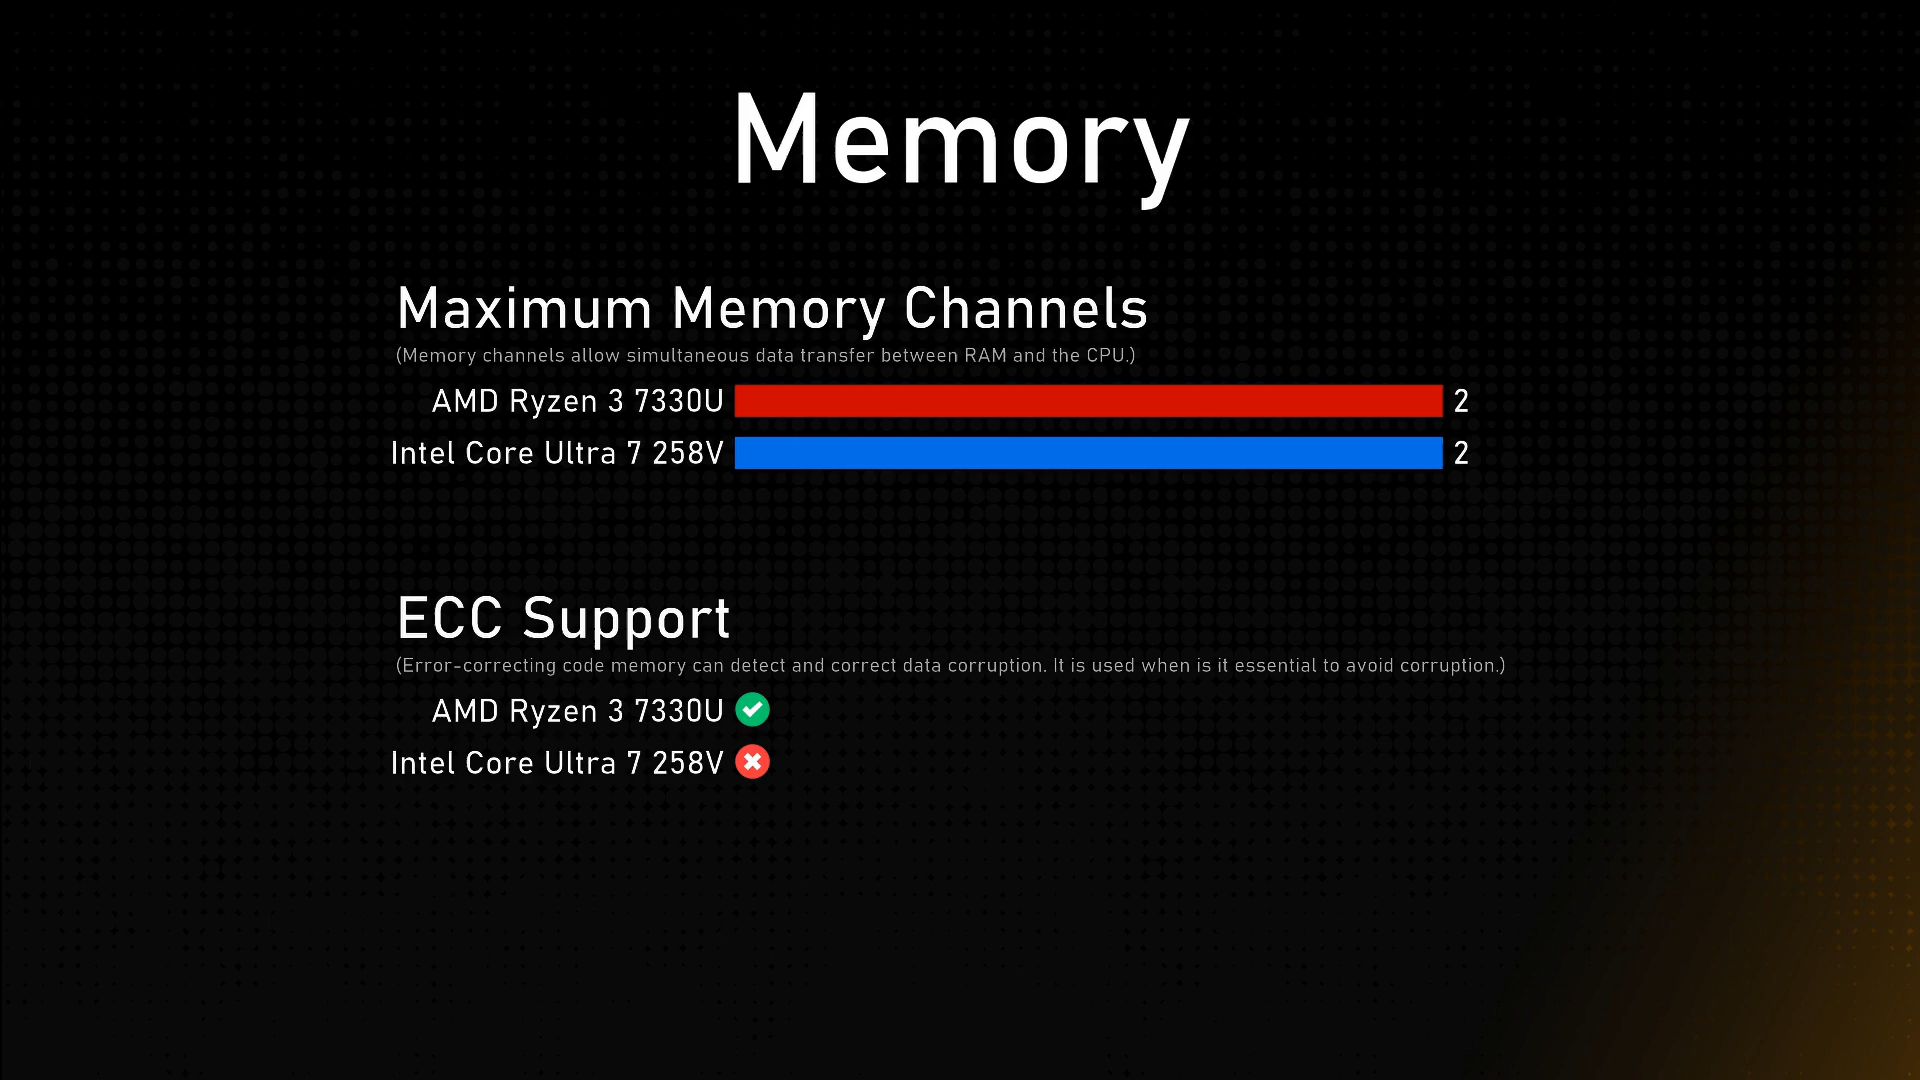 Memory
Maximum Memory Channels
(Memory channels allow simultaneous data transfer between RAM and the CPU.)
AMD Ryzen 3 7330U 2
Intel Core Ultra 7 258V 2
ECC Support
(Error-correcting code memory can detect and correct data corruption. It is used when is it essential to avoid corruption.)
AMD Ryzen 3 7330U
Intel Core Ultra 7 258V